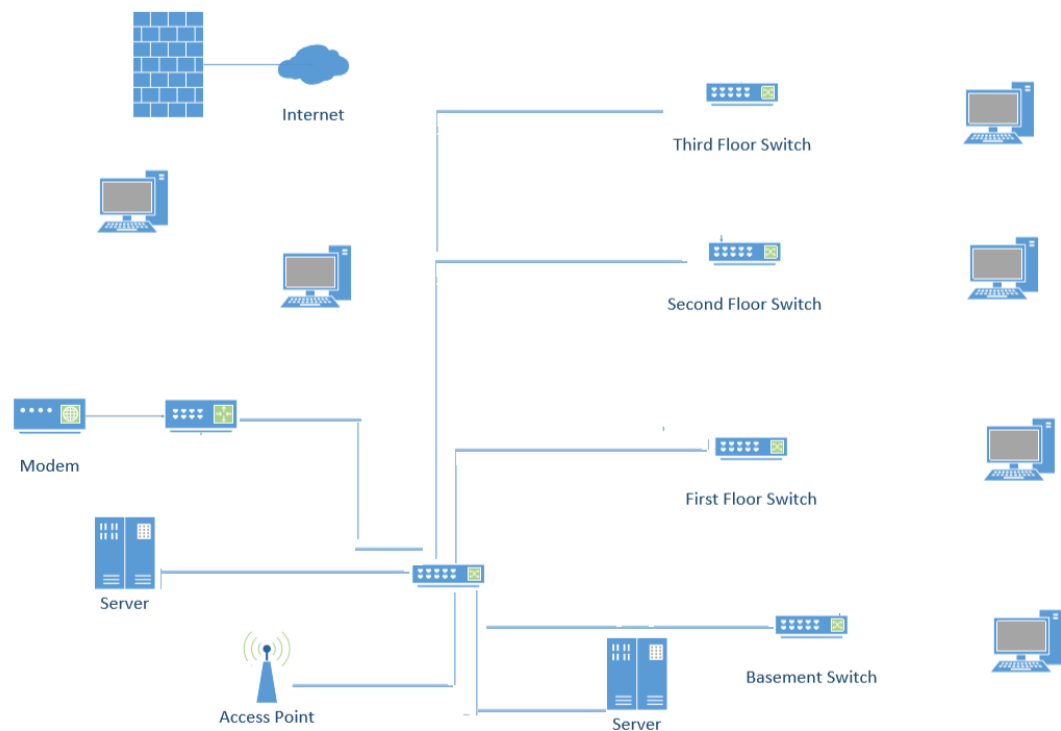 Internet
Third Floor Switch
Second Floor Switch
Modem
First Floor Switch
Server
Basement Switch
Access Point
Server